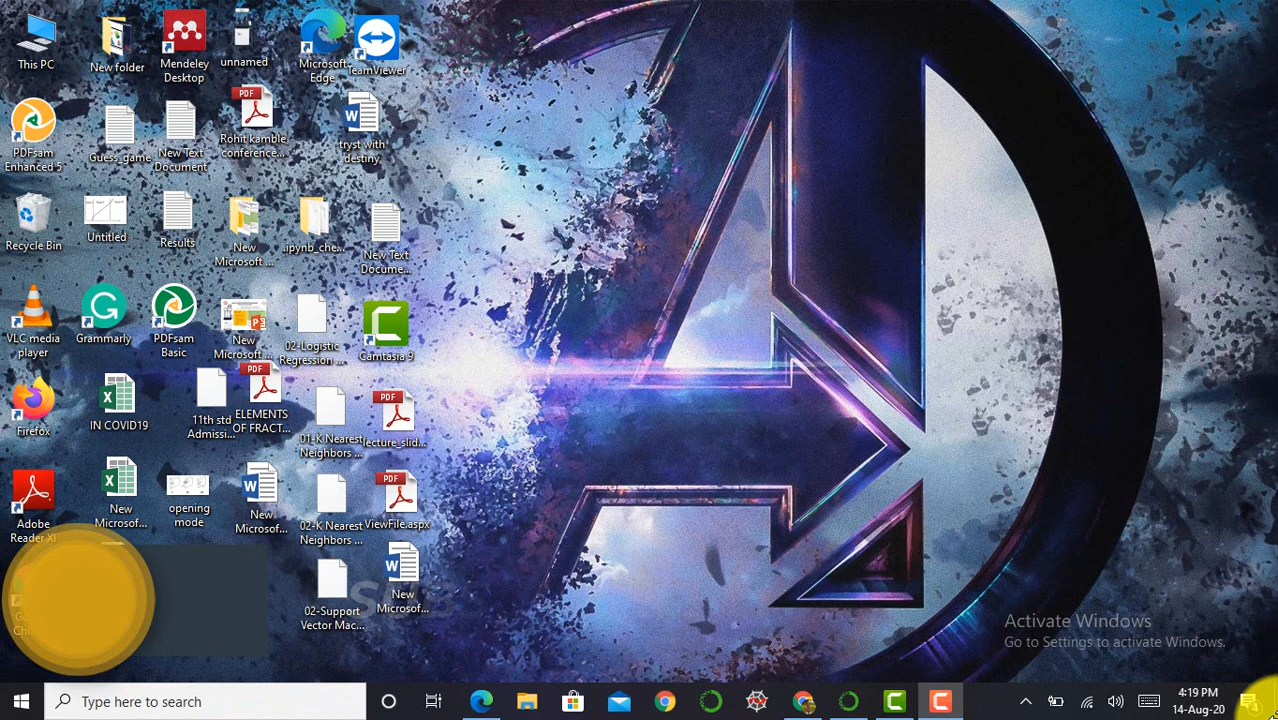 This PC
New folder
Mendeley
Desktop
unnamed
Microsoft
Edge
TeamViewer
PDFsam
Enhanced 5
Guess_game
New Text
Document
PDF
Rohit kamble
conference...
tryst with
destiny
Recycle Bin
Untitled
Results
New
Microsoft ...
.ipynb_che...
New Text
Docume...
VLC media
player
Grammarly
PDFsam
Basic
New
Microsoft ...
02-Logistic
Regression ...
Camtasia 9
Firefox
IN COVID19
11th std
Admissi...
PDF
ELEMENTS
OF FRACT...
01-K Nearest
Neighbors ...
PDF
lecture_slid...
Adobe
Reader XI
New
Microsof...
opening
mode
New
Microsof...
02-K Nearest
Neighbors ...
PDF
ViewFile.aspx
02-Support
Vector Mac...
New
Microsof...
Activate Windows
Go to Settings to activate Windows.
Type here to search
4:19 PM
14-Aug-20
4